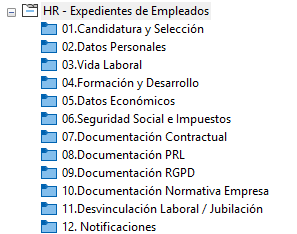 HR - Expedientes de Empleados
01.Candidatura y Selección
02.Datos Personales
03.Vida Laboral
04.Formación y Desarrollo
05.Datos Económicos
06.Seguridad Social e Impuestos
07.Documentación Contractual
08.Documentación PRL
09.Documentación RGPD
10.Documentación Normativa Empresa
11.Desvinculación Laboral / Jubilación
12. Notificaciones